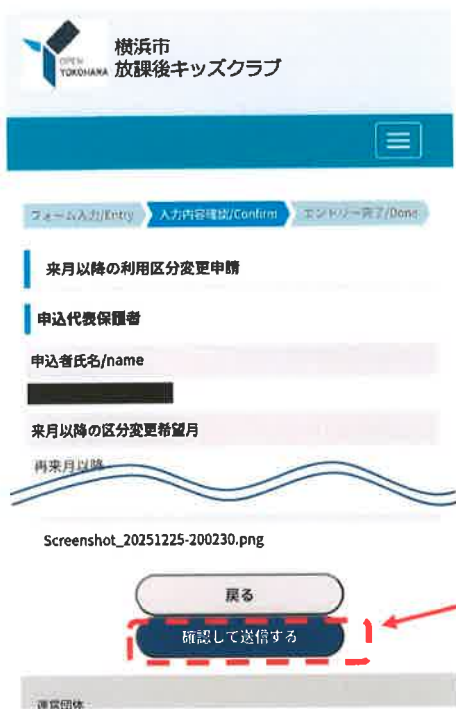 OPEN
YOKOHAMA
横浜市
放課後キッズクラブ
フォーム入力/Entry
入力内容確認/Confirm
エントリー完了/Done
来月以降の利用区分変更申請
申込代表保護者
申込者氏名/name
来月以降の区分変更希望月
再来月以降
Screenshot_20251225-200230.png
戻る
確認して送信する
運営団体